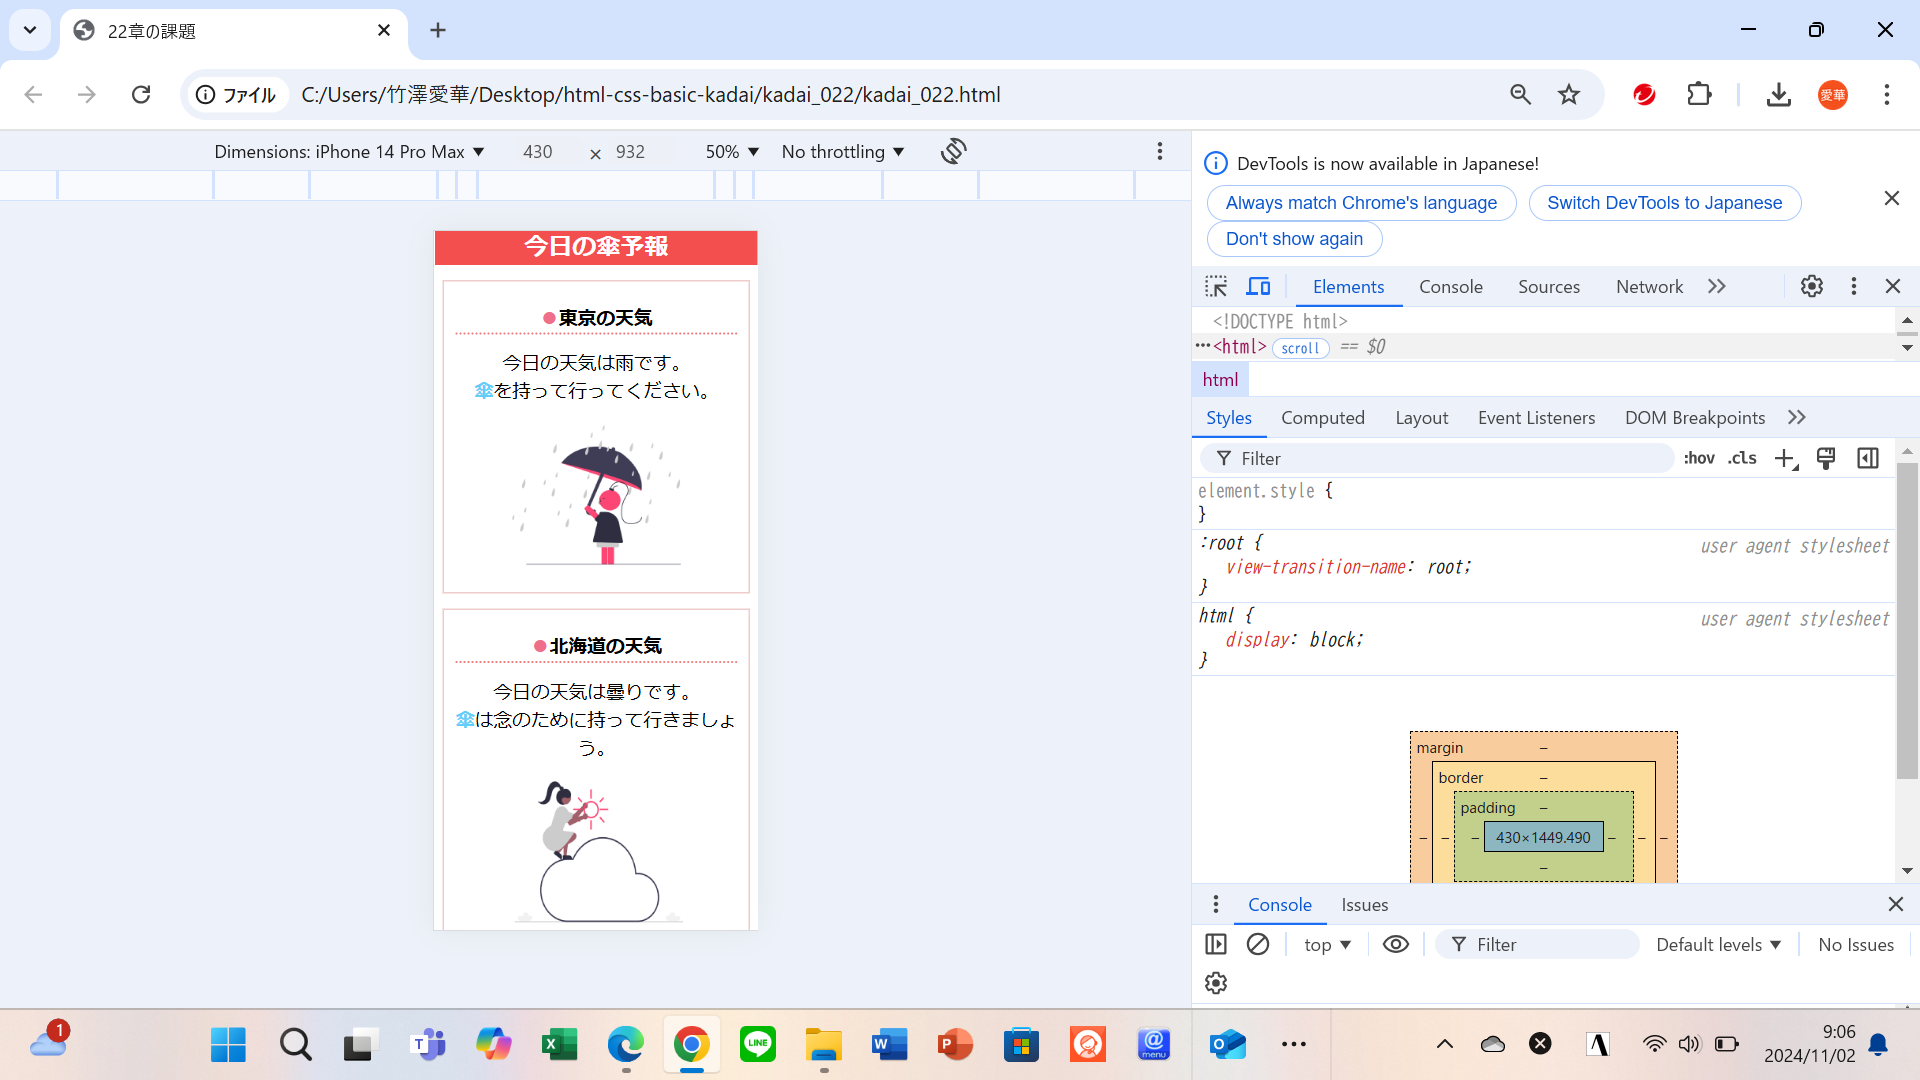 22章の課題
ファイル
C:/Users/竹澤愛華/Desktop/html-css-basic-kadai/kadai_022/kadai_022.html
愛華
Dimensions: iPhone 14 Pro Max ▼ 430 × 932 50% ▼ No throttling ▼
今日の傘予報
東京の天気
今日の天気は雨です。
傘を持って行ってください。
北海道の天気
今日の天気は曇りです。
傘は念のために持って行きましょ
う。
DevTools is now available in Japanese!
Always match Chrome's language
Switch DevTools to Japanese
Don't show again
Elements Console Sources Network
<!DOCTYPE html>
<html> scroll == $0
html
Styles Computed Layout Event Listeners DOM Breakpoints
Filter :hov .cls
element.style {
}
:root { user agent stylesheet
view-transition-name: root;
}
html { user agent stylesheet
display: block;
}
margin –
border –
padding –
– – – 430×1449.490 – – –
–
Console Issues
top ▼ Filter Default levels ▼ No Issues
1
T
X
LINE
W
P
@
menu
O
A
9:06
2024/11/02